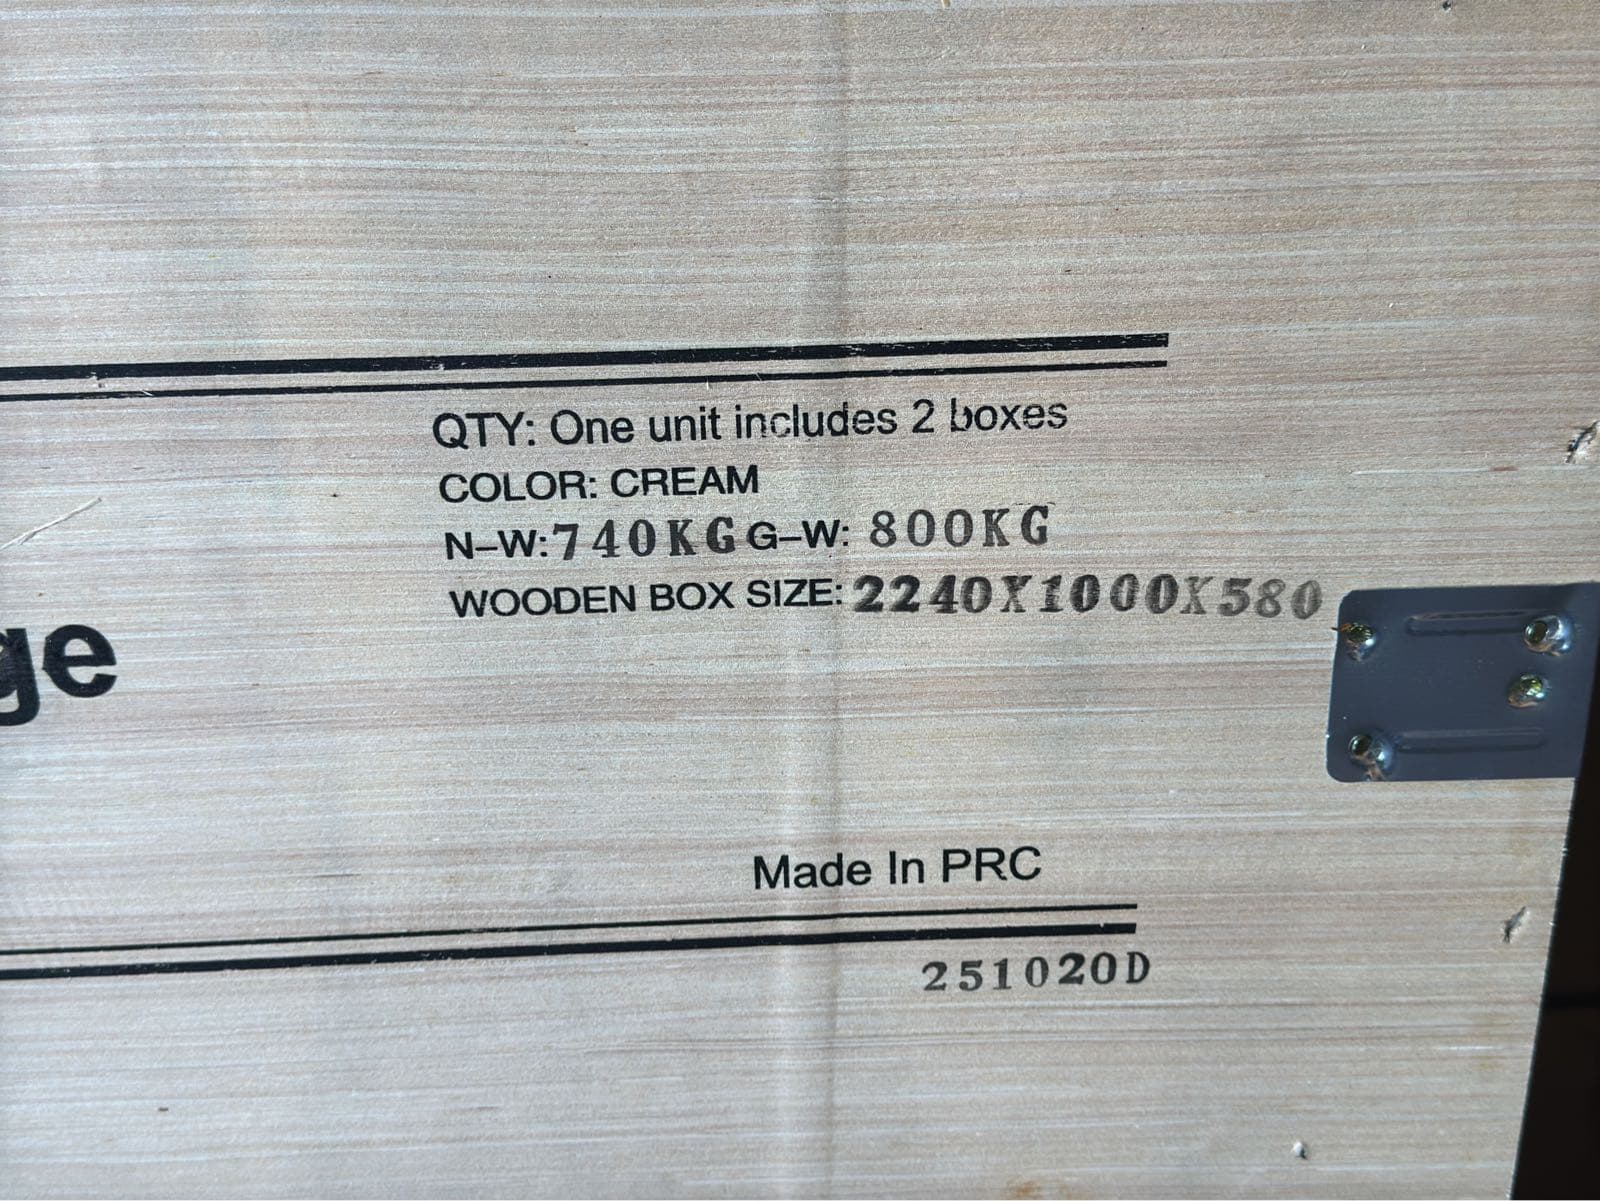 QTY: One unit includes 2 boxes
COLOR: CREAM
N-W:740KG G-W: 800KG
WOODEN BOX SIZE:2240X1000X580
ge
Made In PRC
251020D